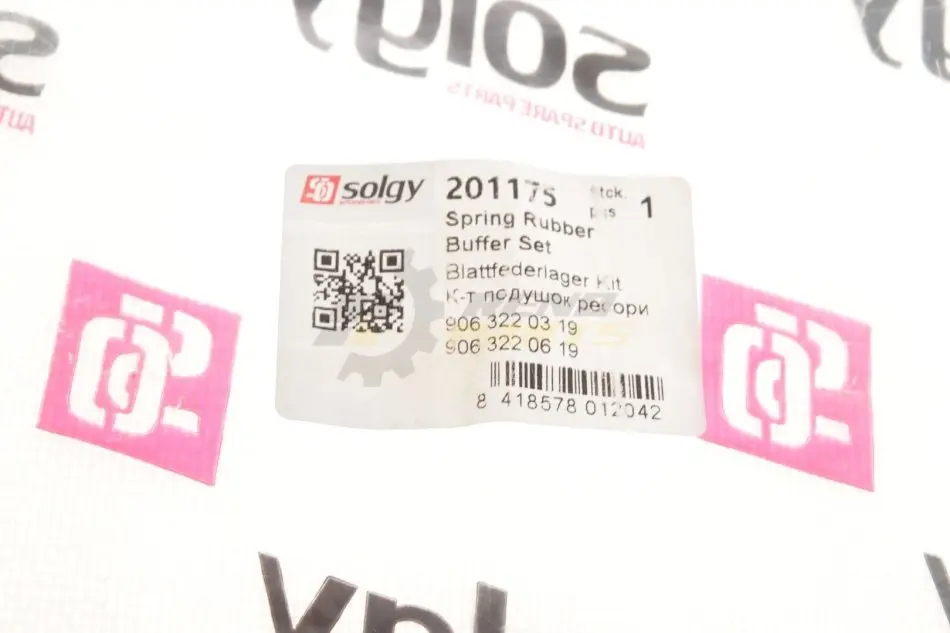 solgy
AUTO SPARE PARTS
solgy
201175
Stck.
pcs
1
Spring Rubber
Buffer Set
Blattfederlager Kit
К-т подушок ресори
906 322 03 19
906 322 06 19
8 418578 012042